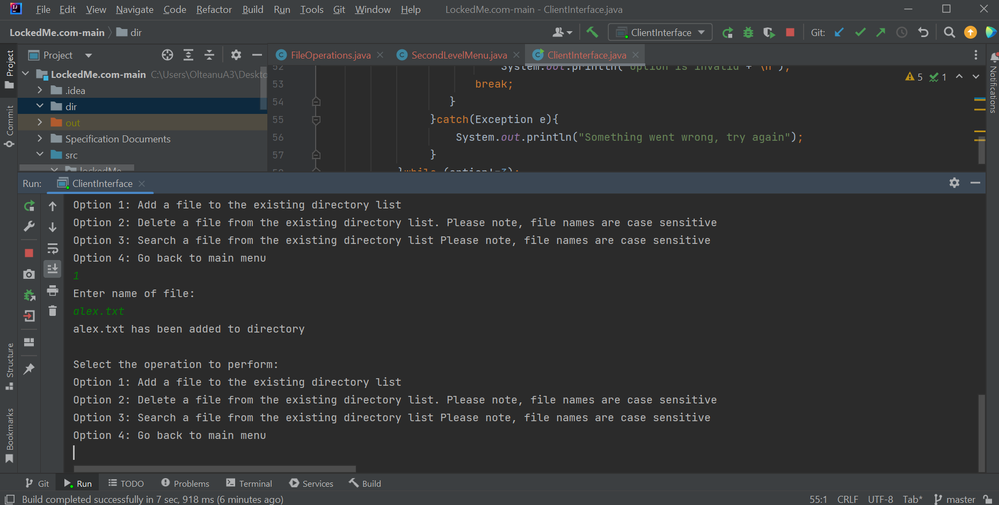 File Edit View Navigate Code Refactor Build Run Tools Git Window Help LockedMe.com-main - ClientInterface.java
LockedMe.com-main dir ClientInterface Git:
Project FileOperations.java SecondLevelMenu.java ClientInterface.java
LockedMe.com-main C:\Users\OlteanuA3\Deskto
.idea
dir
out
Specification Documents
src
lockedMe
52 System.out.println("Option is invalid"+ "\n");
53 break;
54 }
55 }catch(Exception e){
56 System.out.println("Something went wrong, try again");
57 }
58 }while (option!=3);
5 1
Project
Commit
Structure
Bookmarks
Notifications
Run: ClientInterface
Option 1: Add a file to the existing directory list
Option 2: Delete a file from the existing directory list. Please note, file names are case sensitive
Option 3: Search a file from the existing directory list Please note, file names are case sensitive
Option 4: Go back to main menu
1
Enter name of file:
alex.txt
alex.txt has been added to directory
Select the operation to perform:
Option 1: Add a file to the existing directory list
Option 2: Delete a file from the existing directory list. Please note, file names are case sensitive
Option 3: Search a file from the existing directory list Please note, file names are case sensitive
Option 4: Go back to main menu
Git Run TODO Problems Terminal Services Build
Build completed successfully in 7 sec, 918 ms (6 minutes ago) 55:1 CRLF UTF-8 Tab* master